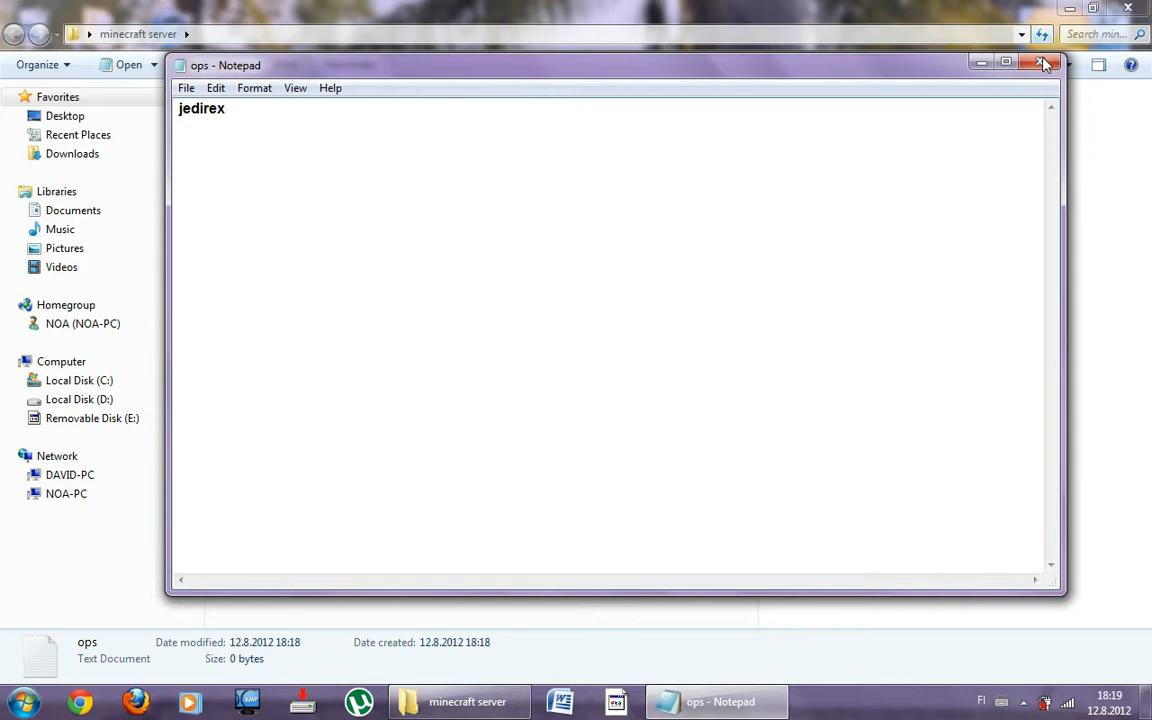 minecraft server
Search min...
Organize
Open
ops - Notepad
File Edit Format View Help
jedirex
Favorites
Desktop
Recent Places
Downloads
Libraries
Documents
Music
Pictures
Videos
Homegroup
NOA (NOA-PC)
Computer
Local Disk (C:)
Local Disk (D:)
Removable Disk (E:)
Network
DAVID-PC
NOA-PC
ops Date modified: 12.8.2012 18:18 Date created: 12.8.2012 18:18
Text Document Size: 0 bytes
minecraft server
ops - Notepad
FI
18:19
12.8.2012